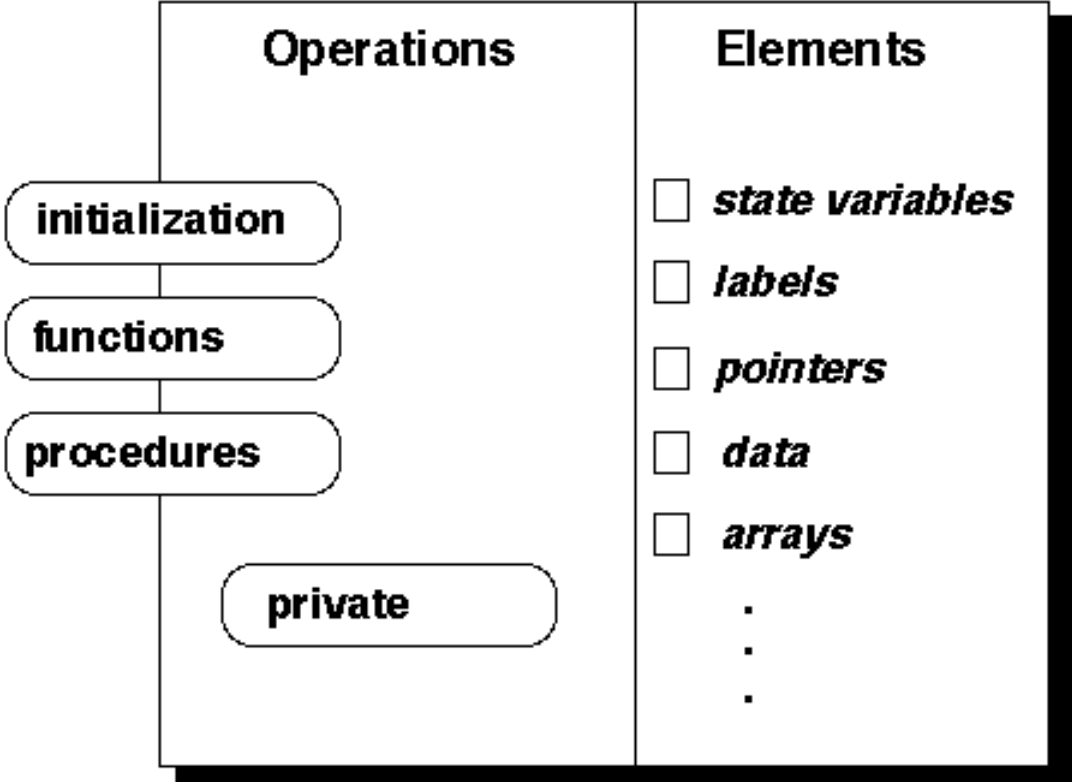 Operations
initialization
functions
procedures
private
Elements
state variables
labels
pointers
data
arrays
.
.
.